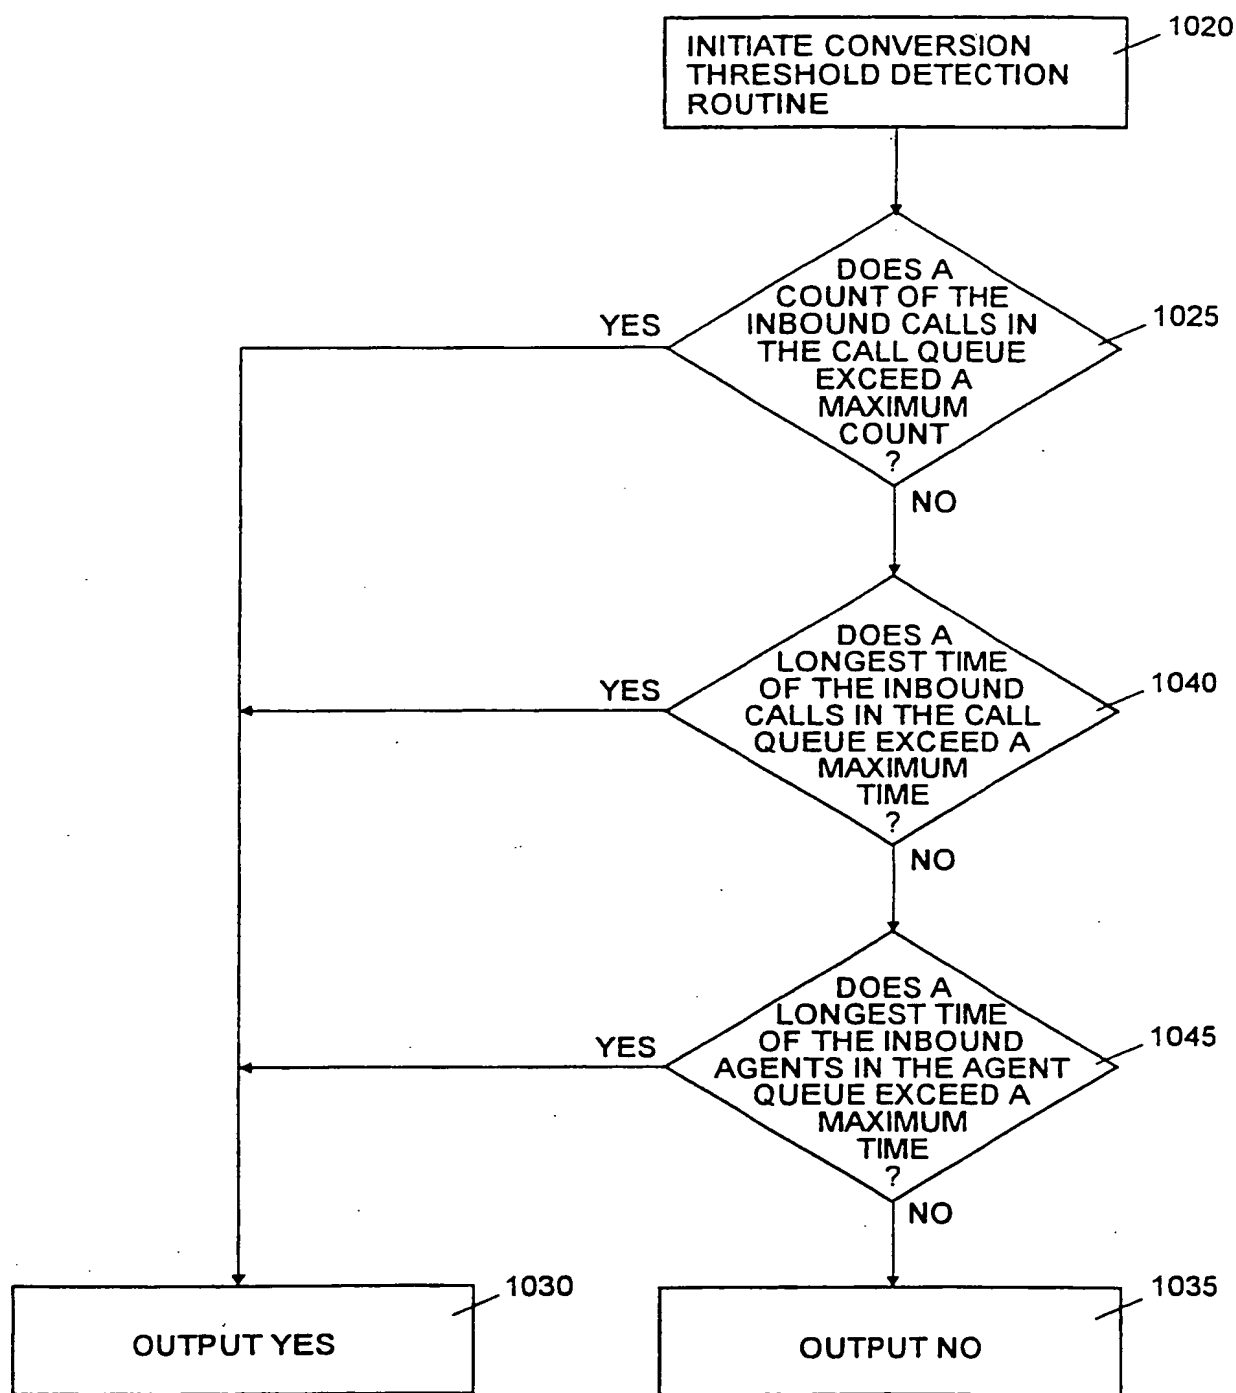 INITIATE CONVERSION
THRESHOLD DETECTION
ROUTINE
1020
DOES A
COUNT OF THE
INBOUND CALLS IN
THE CALL QUEUE
EXCEED A
MAXIMUM
COUNT
?
1025
YES
NO
DOES A
LONGEST TIME
OF THE INBOUND
CALLS IN THE CALL
QUEUE EXCEED A
MAXIMUM
TIME
?
1040
YES
NO
DOES A
LONGEST TIME
OF THE INBOUND
AGENTS IN THE AGENT
QUEUE EXCEED A
MAXIMUM
TIME
?
1045
YES
NO
OUTPUT YES
1030
OUTPUT NO
1035